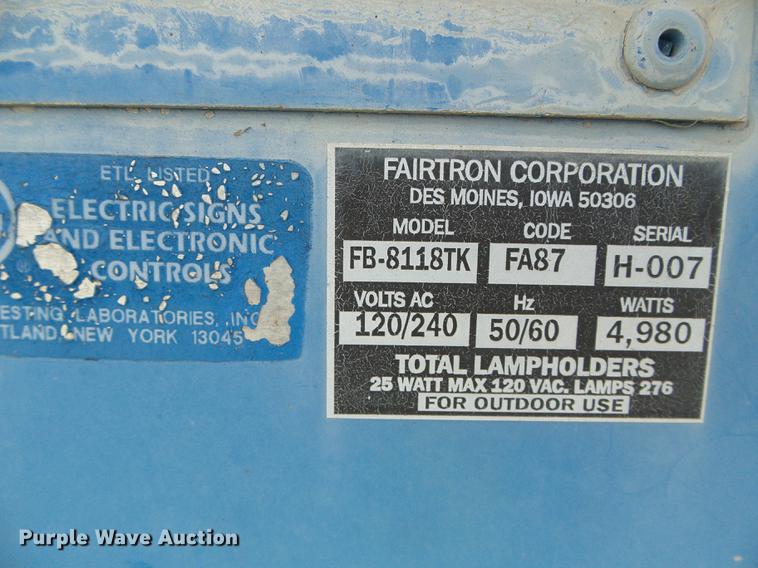 ETL LISTED
ELECTRIC SIGNS
AND ELECTRONIC
CONTROLS
®
LABORATORIES, INC
NEW YORK 13045
FAIRTRON CORPORATION
DES MOINES, IOWA 50306
MODEL CODE SERIAL
FB-8118TK FA87 H-007
VOLTS AC Hz WATTS
120/240 50/60 4,980
TOTAL LAMPHOLDERS
25 WATT MAX 120 VAC. LAMPS 276
FOR OUTDOOR USE
Purple Wave Auction